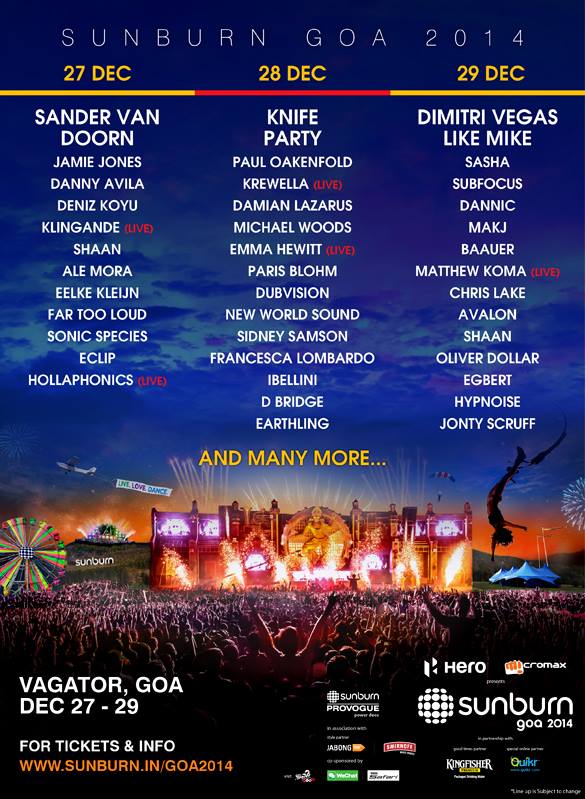 SUNBURN GOA 2014
27 DEC
SANDER VAN
DOORN
JAMIE JONES
DANNY AVILA
DENIZ KOYU
KLINGANDE (LIVE)
SHAAN
ALE MORA
EELKE KLEIJN
FAR TOO LOUD
SONIC SPECIES
ECLIP
HOLLAPHONICS (LIVE)
28 DEC
KNIFE
PARTY
PAUL OAKENFOLD
KREWELLA (LIVE)
DAMIAN LAZARUS
MICHAEL WOODS
EMMA HEWITT (LIVE)
PARIS BLOHM
DUBVISION
NEW WORLD SOUND
SIDNEY SAMSON
FRANCESCA LOMBARDO
IBELLINI
D BRIDGE
EARTHLING
29 DEC
DIMITRI VEGAS
LIKE MIKE
SASHA
SUBFOCUS
DANNIC
MAKJ
BAAUER
MATTHEW KOMA (LIVE)
CHRIS LAKE
AVALON
SHAAN
OLIVER DOLLAR
EGBERT
HYPNOISE
JONTY SCRUFF
AND MANY MORE...
LIVE. LOVE. DANCE.
sunburn
VAGATOR, GOA
DEC 27 - 29
FOR TICKETS & INFO
WWW.SUNBURN.IN/GOA2014
Hero
micromax
presents
sunburn
goa 2014
sunburn
PROVOGUE
power deos
in association with
style partner
JABONG
SMIRNOFF
co-sponsored by
visit
WeChat
Safari
in partnership with
good times partner
special online partner
KINGFISHER
PREMIUM
Packaged Drinking Water
Quikr
*Line up is Subject to change